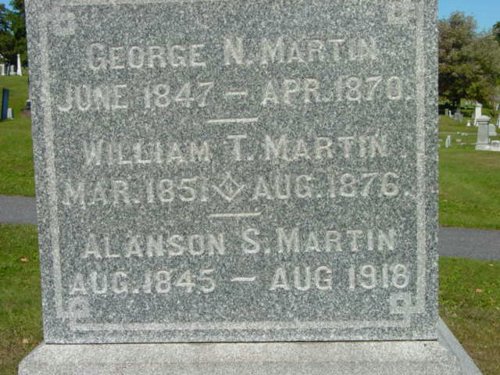 GEORGE N. MARTIN
JUNE 1847 – APR. 1870.
WILLIAM T. MARTIN
MAR. 1851 AUG. 1876.
ALANSON S. MARTIN
AUG. 1845 – AUG 1918